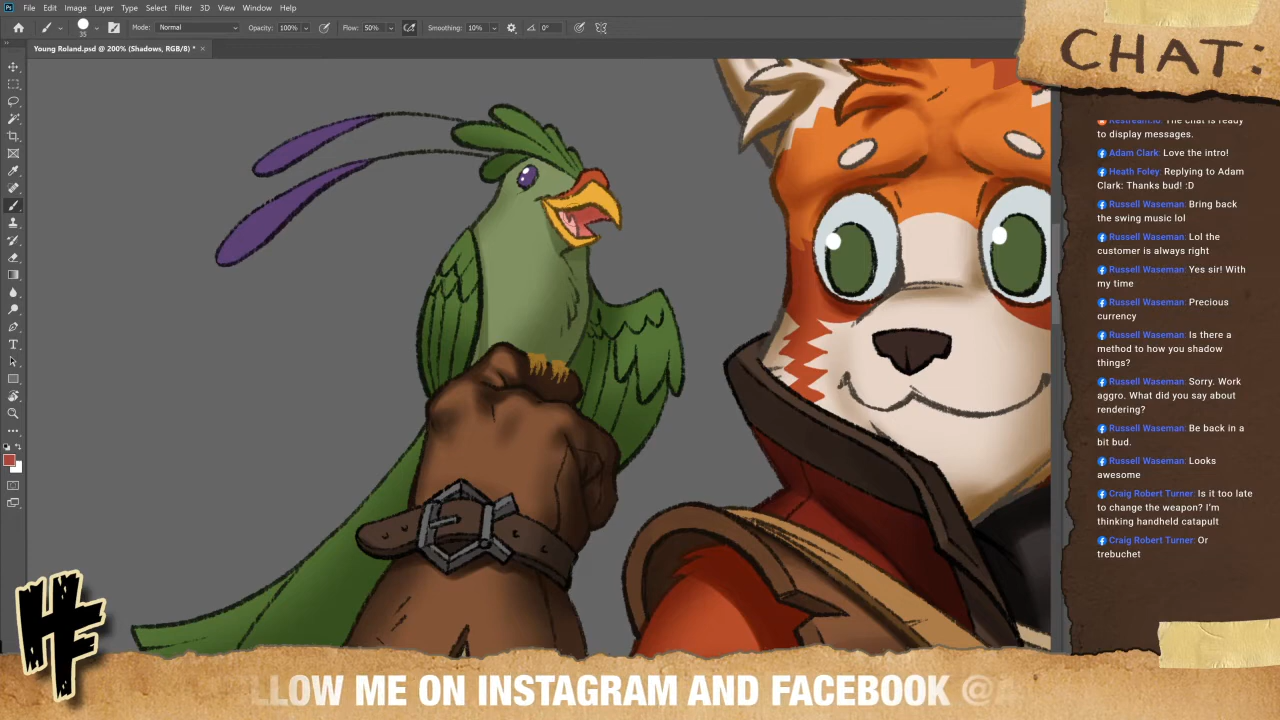 File Edit Image Layer Type Select Filter 3D View Window Help
35 Mode: Normal Opacity: 100% Flow: 50% Smoothing: 10% 0°
Young Roland.psd @ 200% (Shadows, RGB/8) *
CHAT:
Restream.io: The chat is ready
to display messages.
Adam Clark: Love the intro!
Heath Foley: Replying to Adam
Clark: Thanks bud! :D
Russell Waseman: Bring back
the swing music lol
Russell Waseman: Lol the
customer is always right
Russell Waseman: Yes sir! With
my time
Russell Waseman: Precious
currency
Russell Waseman: Is there a
method to how you shadow
things?
Russell Waseman: Sorry. Work
aggro. What did you say about
rendering?
Russell Waseman: Be back in a
bit bud.
Russell Waseman: Looks
awesome
Craig Robert Turner: Is it too late
to change the weapon? I'm
thinking handheld catapult
Craig Robert Turner: Or
trebuchet
HF
LLOW ME ON INSTAGRAM AND FACEBOOK @